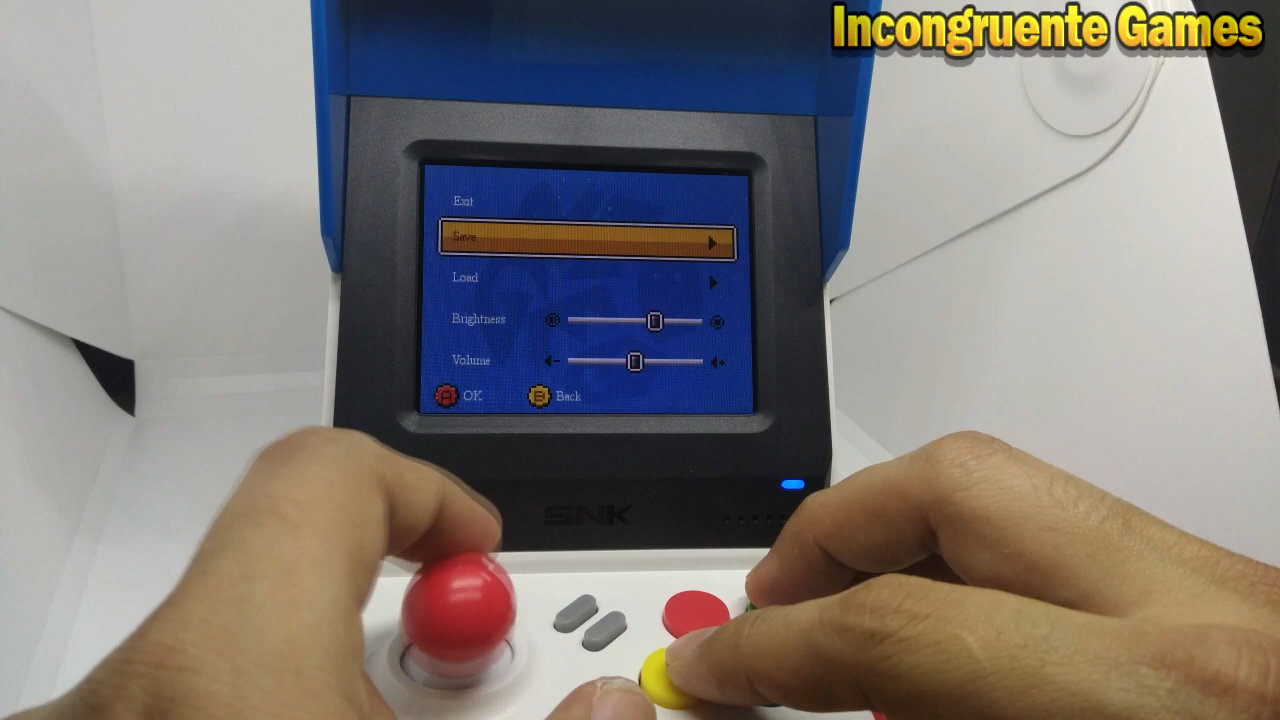 Incongruente Games
Exit
Save
Load
Brightness
Volume
A OK B Back
SNK